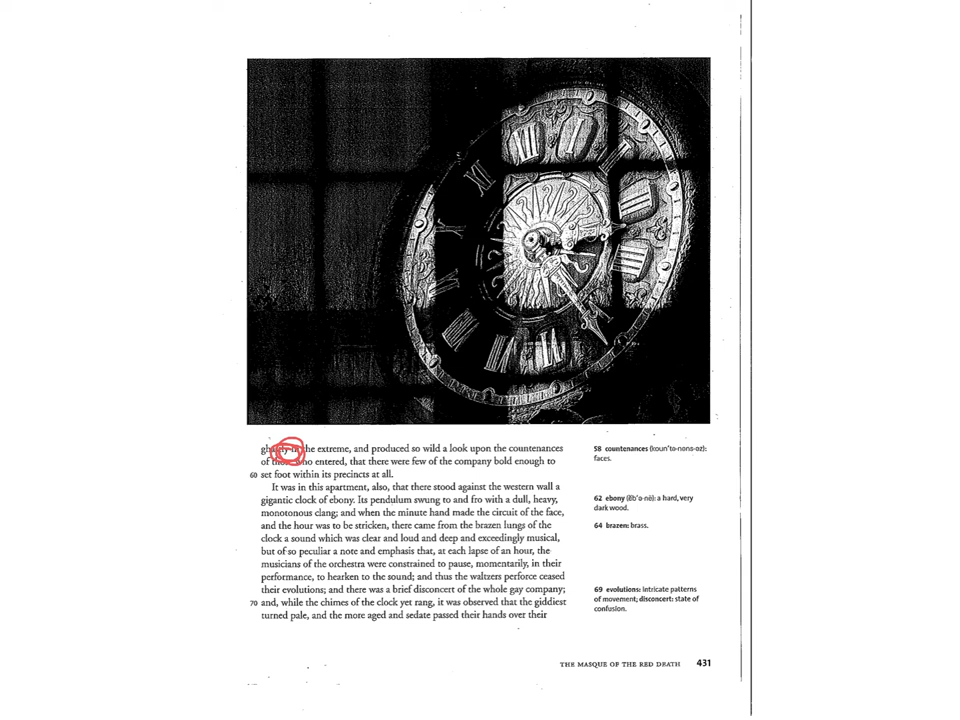 XII
I
II
III
IIII
XI
the extreme, and produced so wild a look upon the countenances
of entered, that there were few of the company bold enough to
60 set foot within its precincts at all.
It was in this apartment, also, that there stood against the western wall a
gigantic clock of ebony. Its pendulum swung to and fro with a dull, heavy,
monotonous clang; and when the minute hand made the circuit of the face,
and the hour was to be stricken, there came from the brazen lungs of the
clock a sound which was clear and loud and deep and exceedingly musical,
but of so peculiar a note and emphasis that, at each lapse of an hour, the
musicians of the orchestra were constrained to pause, momentarily, in their
performance, to hearken to the sound; and thus the waltzers perforce ceased
their evolutions; and there was a brief disconcert of the whole gay company;
70 and, while the chimes of the clock yet rang, it was observed that the giddiest
turned pale, and the more aged and sedate passed their hands over their
58 countenances (koun'tə-nəns-əz):
faces.
62 ebony (ĕb'ə-nē): a hard, very
dark wood.
64 brazen: brass.
69 evolutions: intricate patterns
of movement; disconcert: state of
confusion.
THE MASQUE OF THE RED DEATH 431